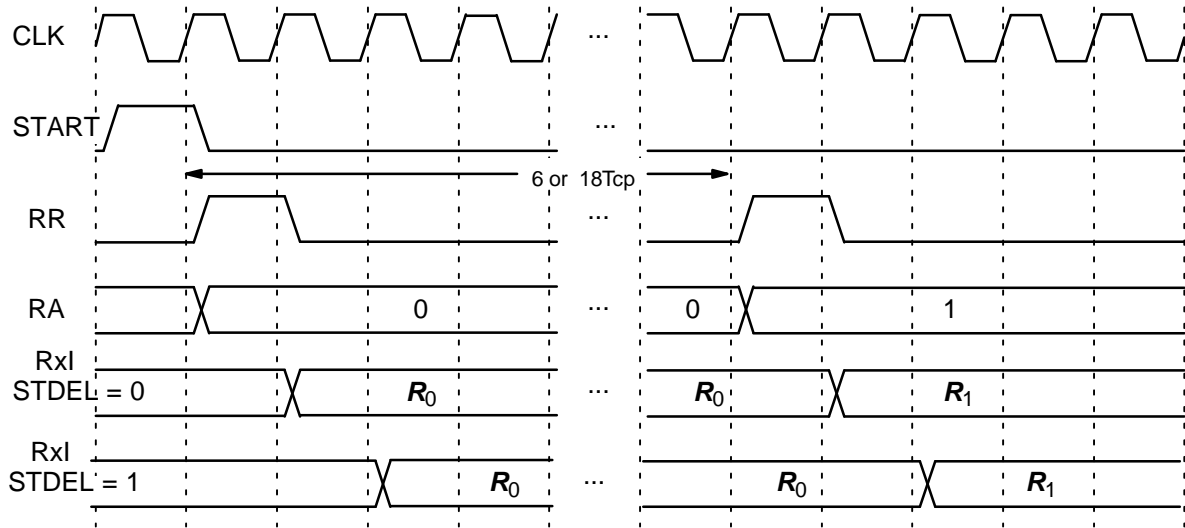 CLK ...
START ...
6 or 18Tcp
RR ...
RA 0 ... 0 1
RxI
STDEL = 0 R0 ... R0 R1
RxI
STDEL = 1 R0 ... R0 R1